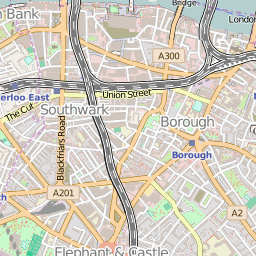 Bridge
n Bank
London
A300
Union Street
erloo East
The Cut
Southwark
Borough
Blackfriars Road
Borough
A201
A2
Elephant & Castle